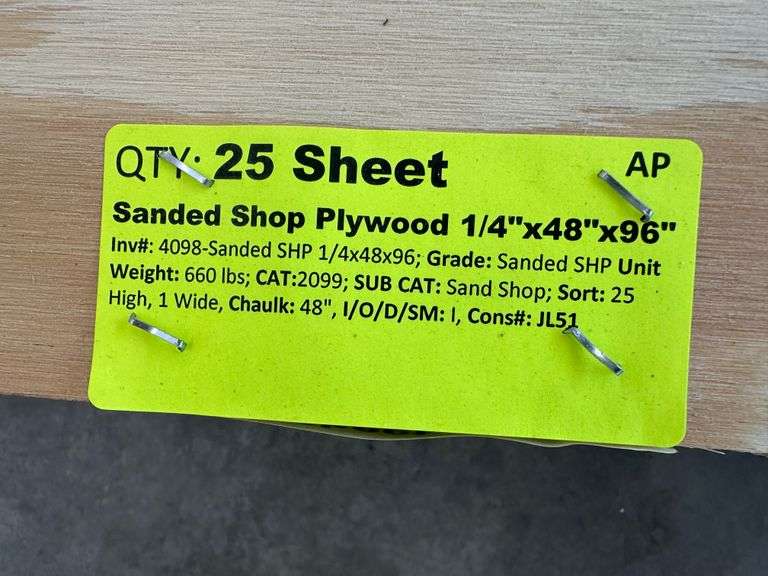 QTY: 25 Sheet AP
Sanded Shop Plywood 1/4"x48"x96"
Inv#: 4098-Sanded SHP 1/4x48x96; Grade: Sanded SHP Unit
Weight: 660 lbs; CAT:2099; SUB CAT: Sand Shop; Sort: 25
High, 1 Wide, Chaulk: 48", I/O/D/SM: I, Cons#: JL51